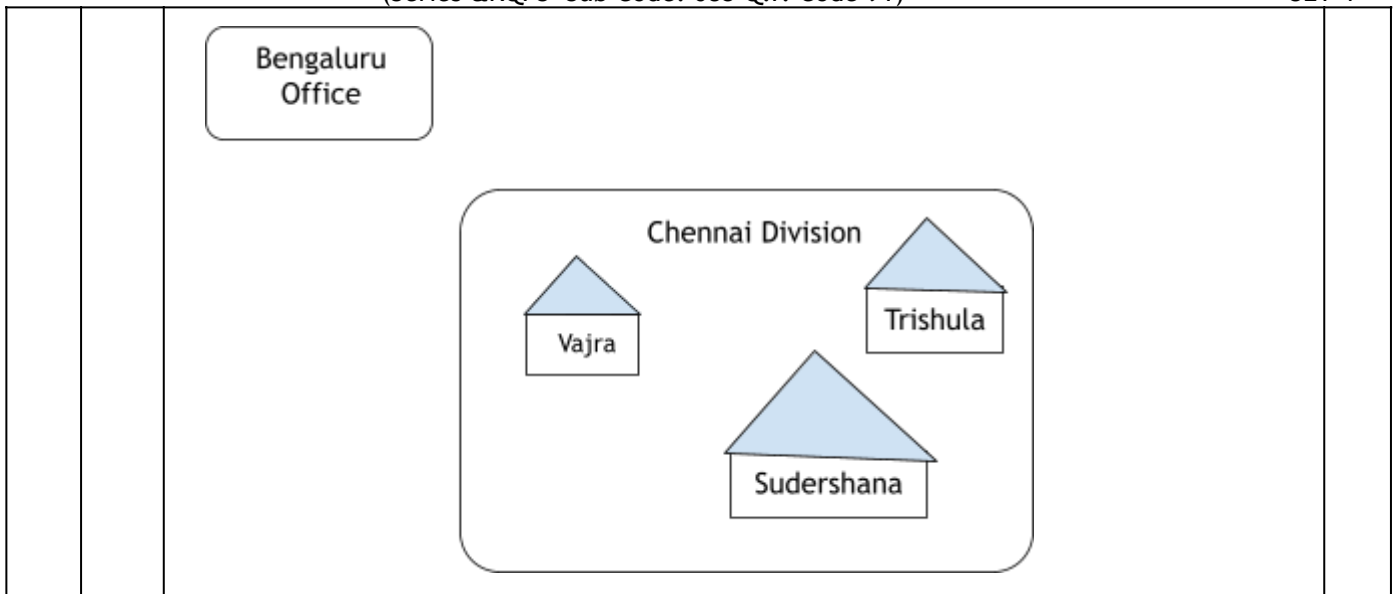 Bengaluru
Office
Chennai Division
Trishula
Vajra
Sudershana